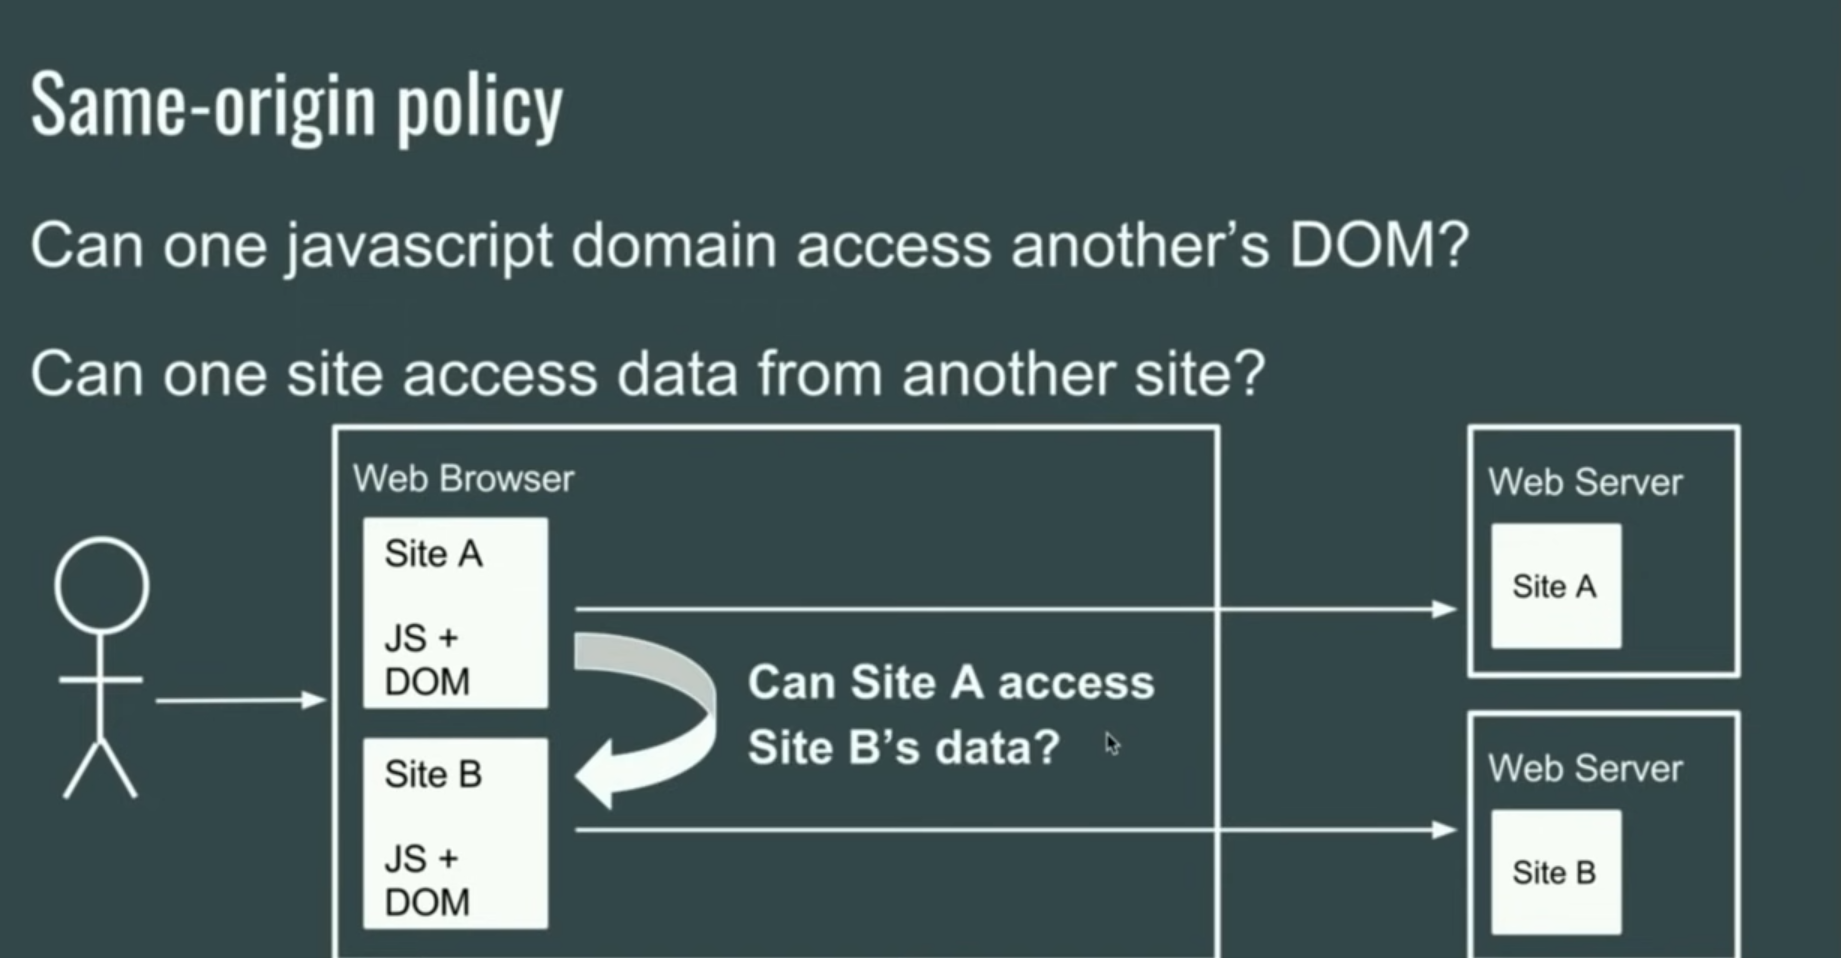 Same-origin policy
Can one javascript domain access another's DOM?
Can one site access data from another site?
Web Browser
Site A
JS +
DOM
Can Site A access
Site B's data?
Site B
JS +
DOM
Web Server
Site A
Web Server
Site B